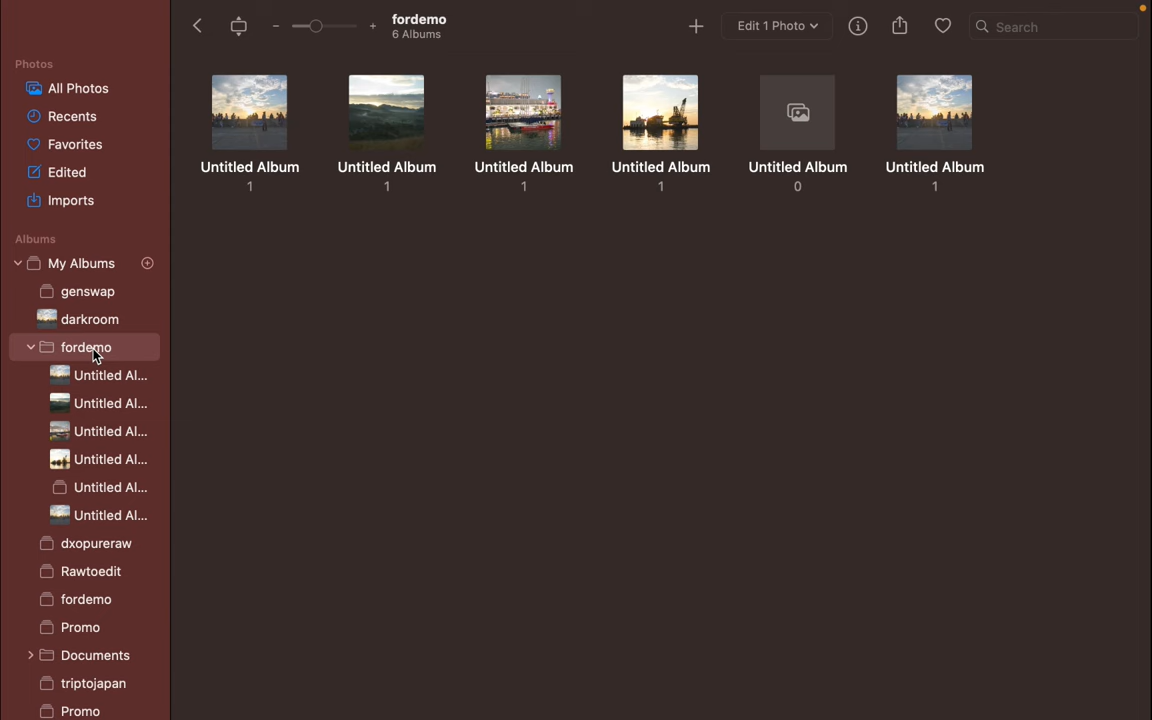 fordemo
6 Albums
Edit 1 Photo
Search
Photos
All Photos
Recents
Favorites
Edited
Imports
Albums
My Albums
genswap
darkroom
fordemo
Untitled Al...
Untitled Al...
Untitled Al...
Untitled Al...
Untitled Al...
Untitled Al...
dxopureraw
Rawtoedit
fordemo
Promo
Documents
triptojapan
Promo
Untitled Album Untitled Album Untitled Album Untitled Album Untitled Album Untitled Album
1 1 1 1 0 1